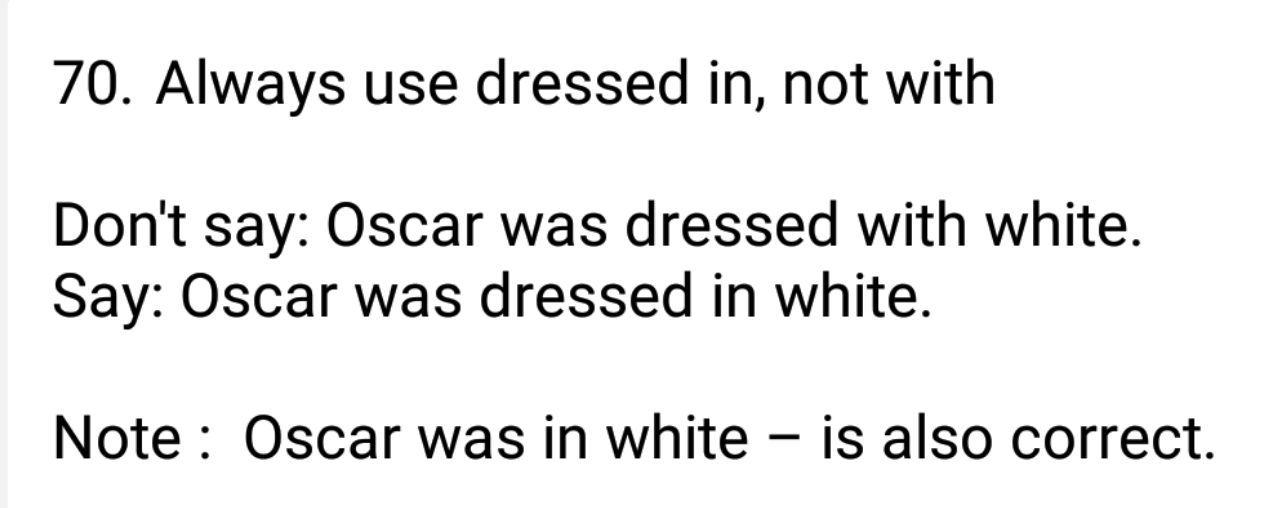 70. Always use dressed in, not with
Don't say: Oscar was dressed with white.
Say: Oscar was dressed in white.
Note :  Oscar was in white – is also correct.